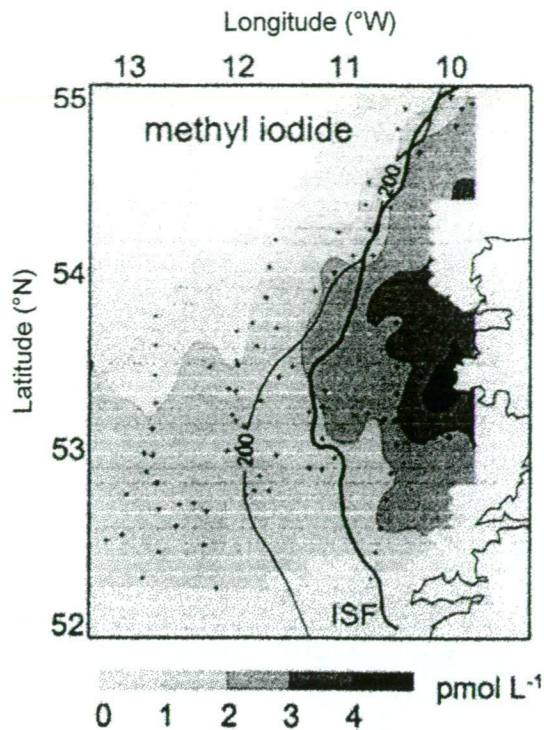 Longitude (°W)
13 12 11 10
55
methyl iodide
200
54
Latitude (°N)
53
200
ISF
52
0 1 2 3 4
pmol L⁻¹